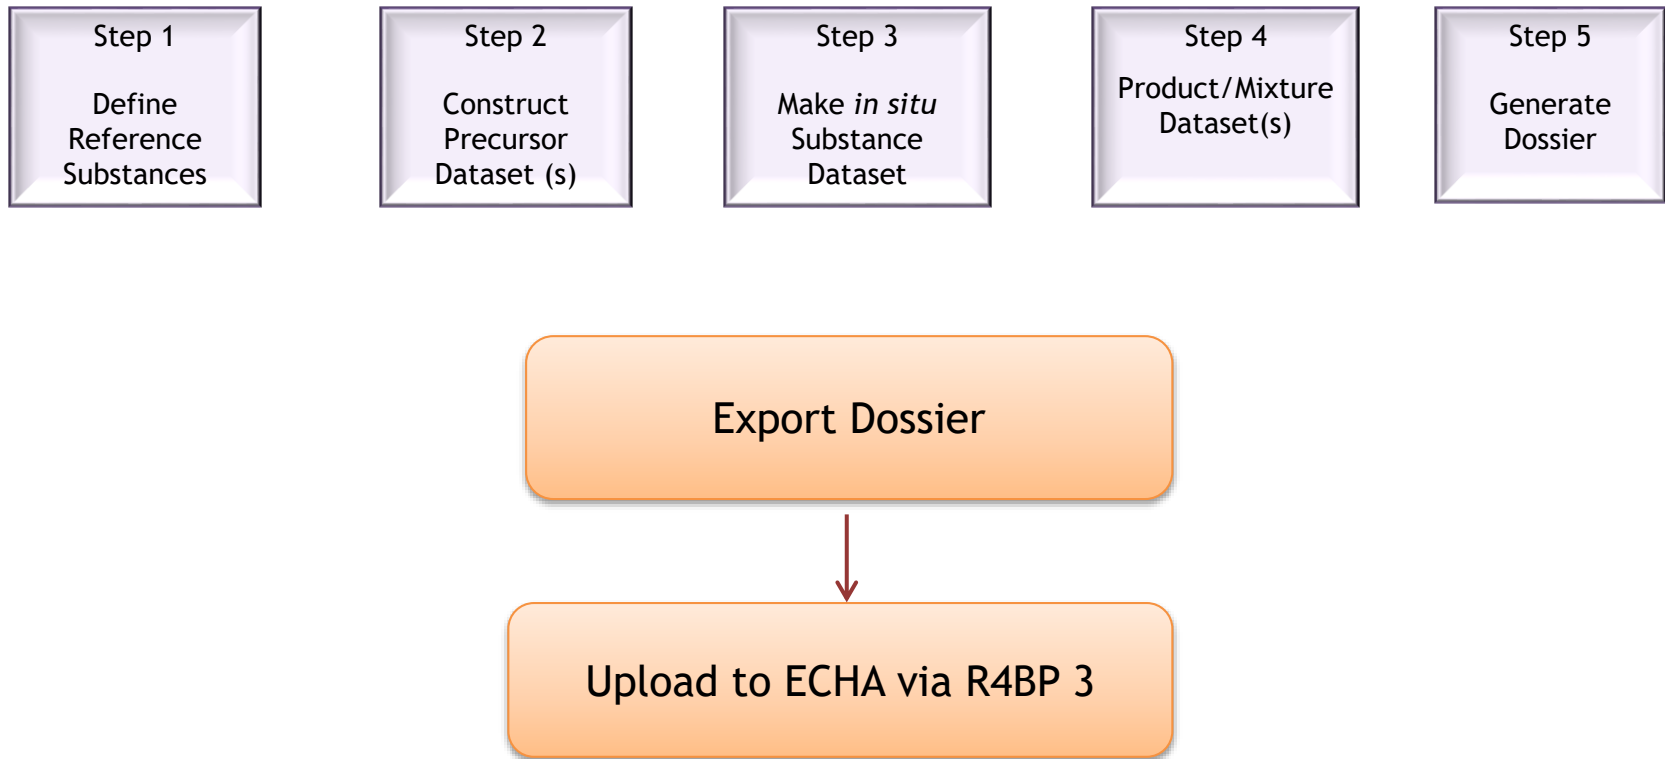 Step 1
Define
Reference
Substances
Step 2
Construct
Precursor
Dataset (s)
Step 3
Make in situ
Substance
Dataset
Step 4
Product/Mixture
Dataset(s)
Step 5
Generate
Dossier
Export Dossier
Upload to ECHA via R4BP 3